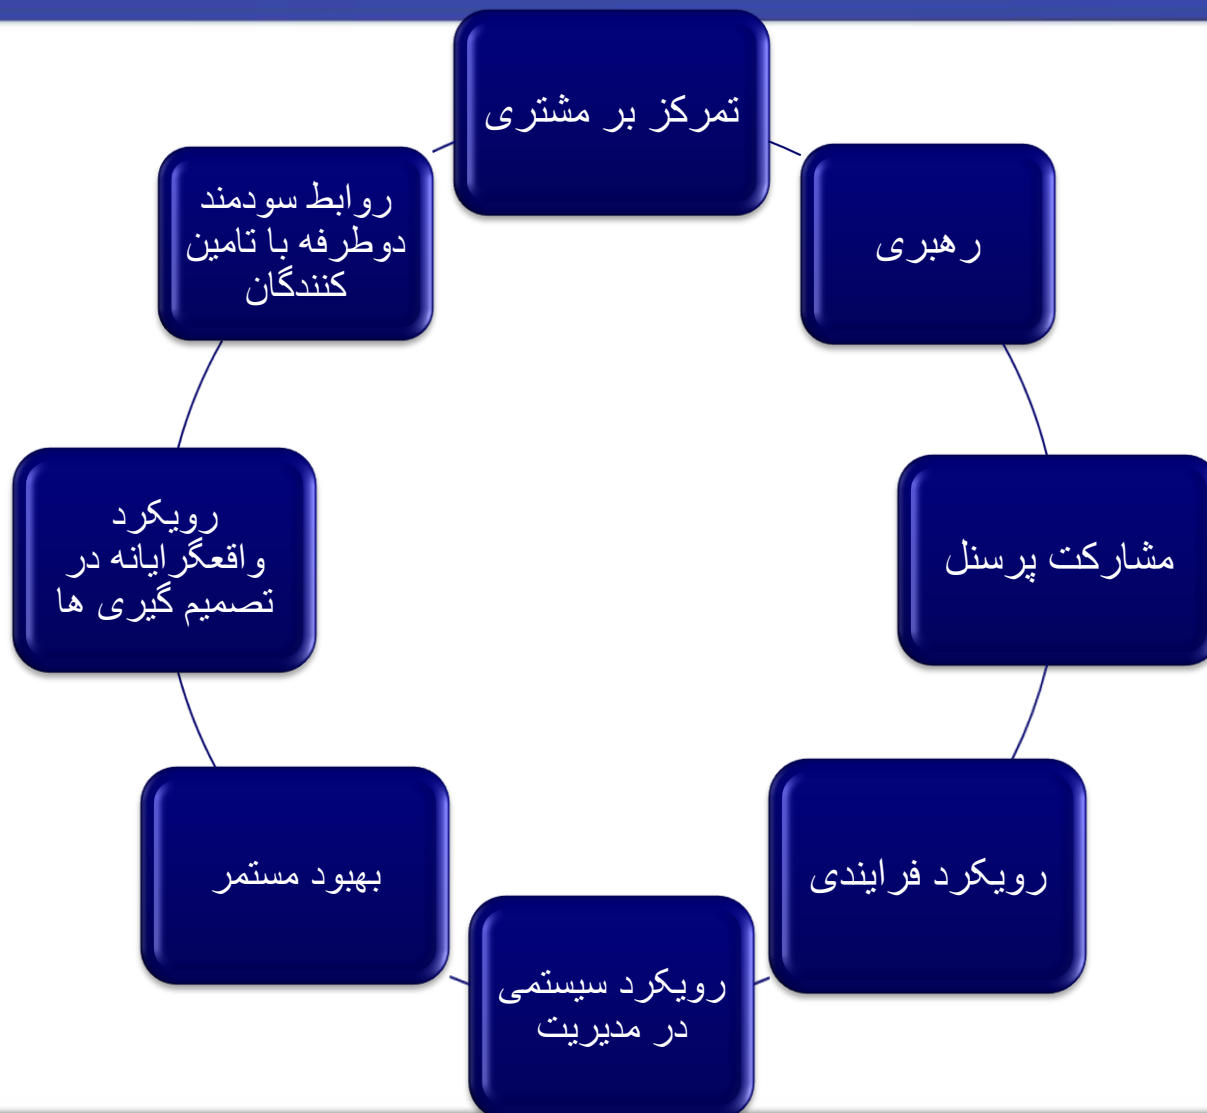 تمرکز بر مشتری
رهبری
مشارکت پرسنل
رویکرد فرایندی
رویکرد سیستمی
در مدیریت
بهبود مستمر
رویکرد
واقعگرایانه در
تصمیم گیری ها
روابط سودمند
دوطرفه با تامین
کنندگان